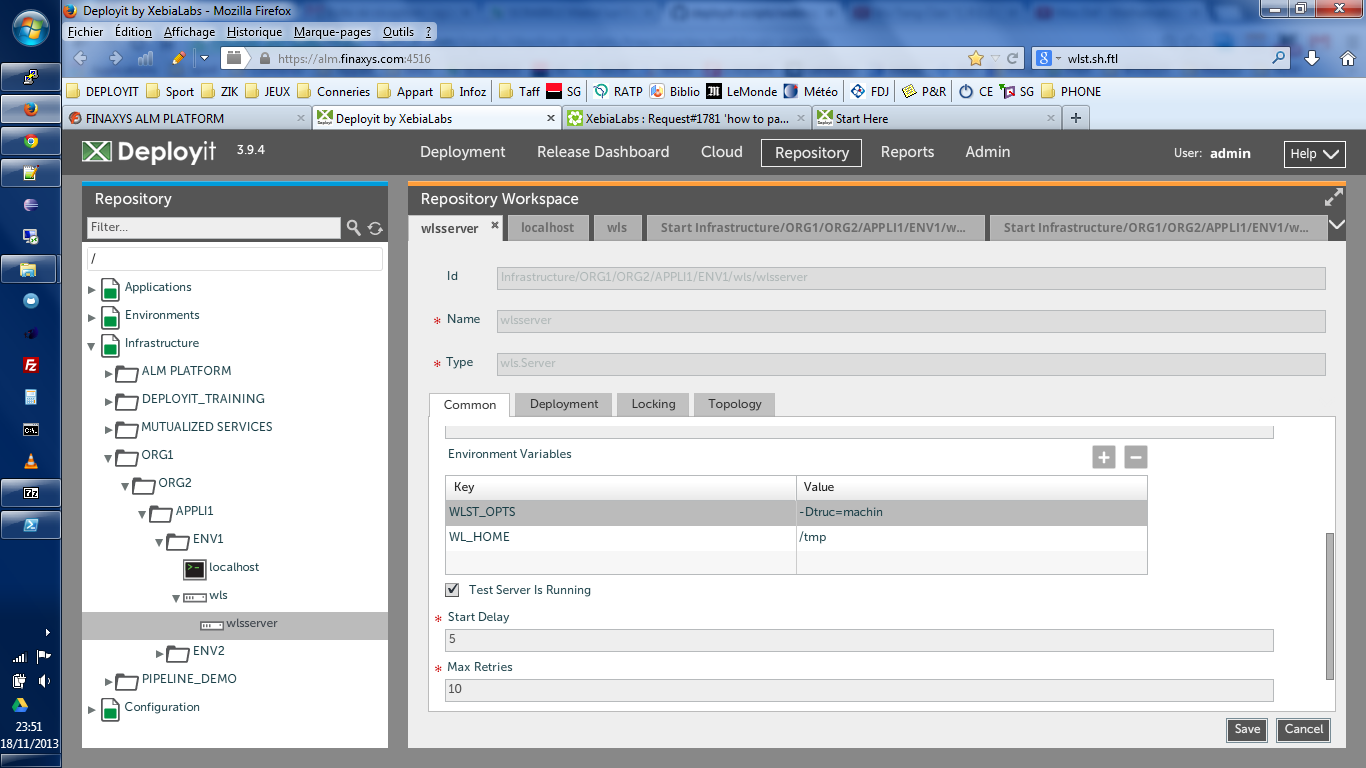 Deployit by XebiaLabs - Mozilla Firefox
Fichier Édition Affichage Historique Marque-pages Outils ?
https://alm.finaxys.com:4516
wlst.sh.ftl
DEPLOYIT Sport ZIK JEUX Conneries Appart Infoz Taff SG RATP Biblio LeMonde Météo FDJ P&R CE SG PHONE
FINAXYS ALM PLATFORM
Deployit by XebiaLabs
XebiaLabs : Request#1781 'how to pa...
Start Here
Deployit 3.9.4
Deployment Release Dashboard Cloud Repository Reports Admin
User: admin
Help
Repository
Filter...
/
Applications
Environments
Infrastructure
ALM PLATFORM
DEPLOYIT_TRAINING
MUTUALIZED SERVICES
ORG1
ORG2
APPLI1
ENV1
localhost
wls
wlsserver
ENV2
PIPELINE_DEMO
Configuration
Repository Workspace
wlsserver localhost wls Start Infrastructure/ORG1/ORG2/APPLI1/ENV1/w... Start Infrastructure/ORG1/ORG2/APPLI1/ENV1/w...
Id Infrastructure/ORG1/ORG2/APPLI1/ENV1/wls/wlsserver
* Name wlsserver
* Type wls.Server
Common Deployment Locking Topology
Environment Variables
Key Value
WLST_OPTS -Dtruc=machin
WL_HOME /tmp
Test Server Is Running
* Start Delay
5
* Max Retries
10
Save Cancel
23:51
18/11/2013